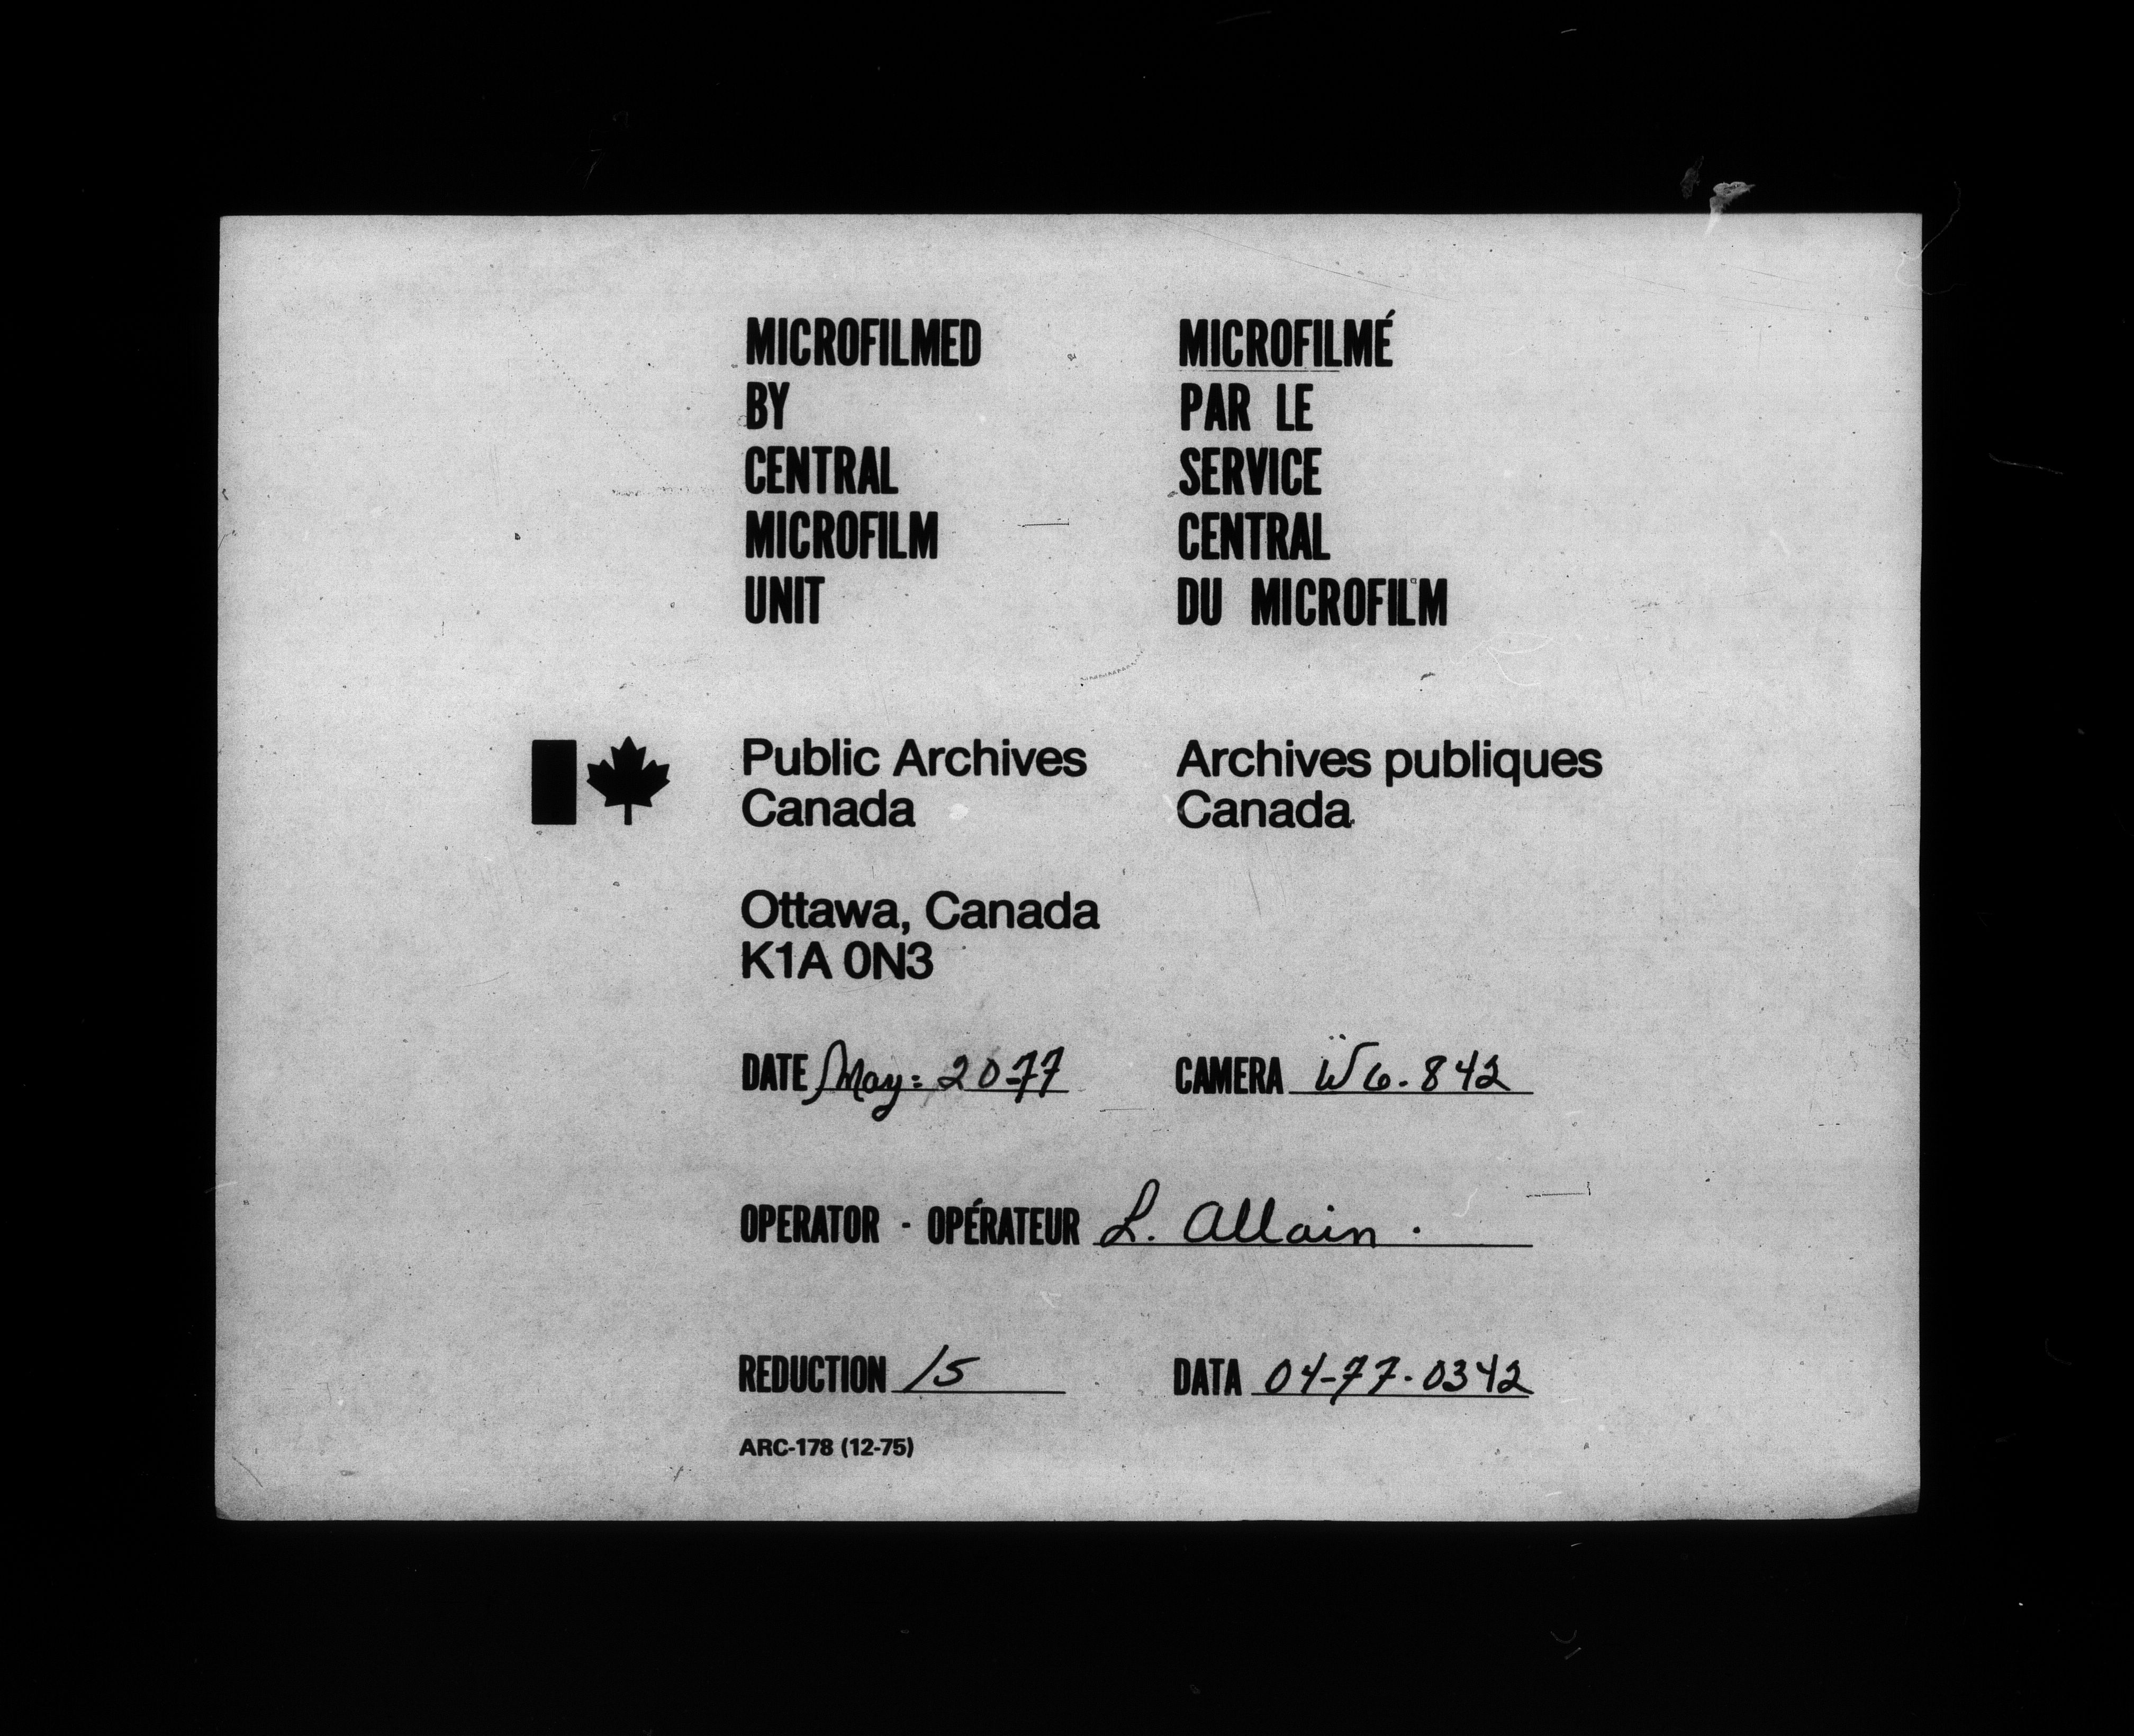 MICROFILMED
BY
CENTRAL
MICROFILM
UNIT
MICROFILMÉ
PAR LE
SERVICE
CENTRAL
DU MICROFILM
Public Archives
Canada
Archives publiques
Canada
Ottawa, Canada
K1A 0N3
DATE May: 20-77
CAMERA W6.842
OPERATOR - OPÉRATEUR L. Allain.
REDUCTION 15
DATA 04-77.0342
ARC-178 (12-75)